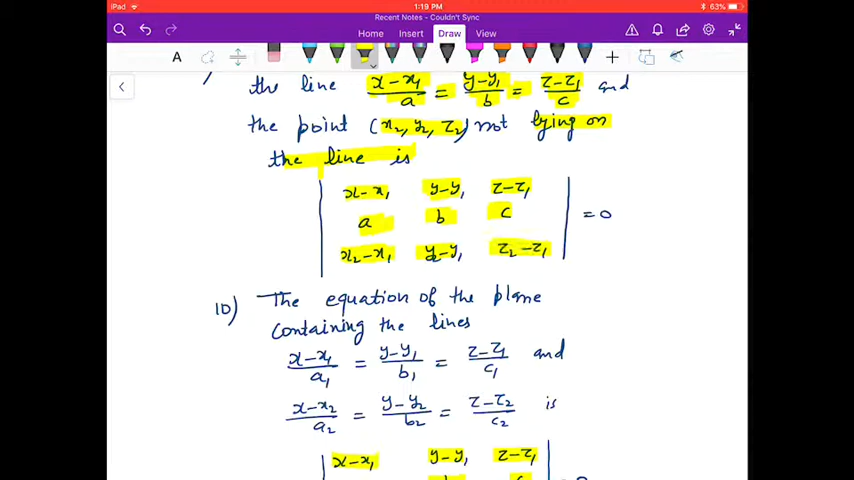 iPad 1:19 PM 63%
Recent Notes - Couldn't Sync
Home Insert Draw View
the line x-x₁/a = y-y₁/b = z-z₁/c and
the point (x₂, y₂, z₂) not lying on
the line is
| x-x₁ y-y₁ z-z₁ |
| a b c | = 0
| x₂-x₁ y₂-y₁ z₂-z₁ |
10) The equation of the plane
containing the lines
x-x₁/a₁ = y-y₁/b₁ = z-z₁/c₁ and
x-x₂/a₂ = y-y₂/b₂ = z-z₂/c₂ is
| x-x₁ y-y₁ z-z₁ |